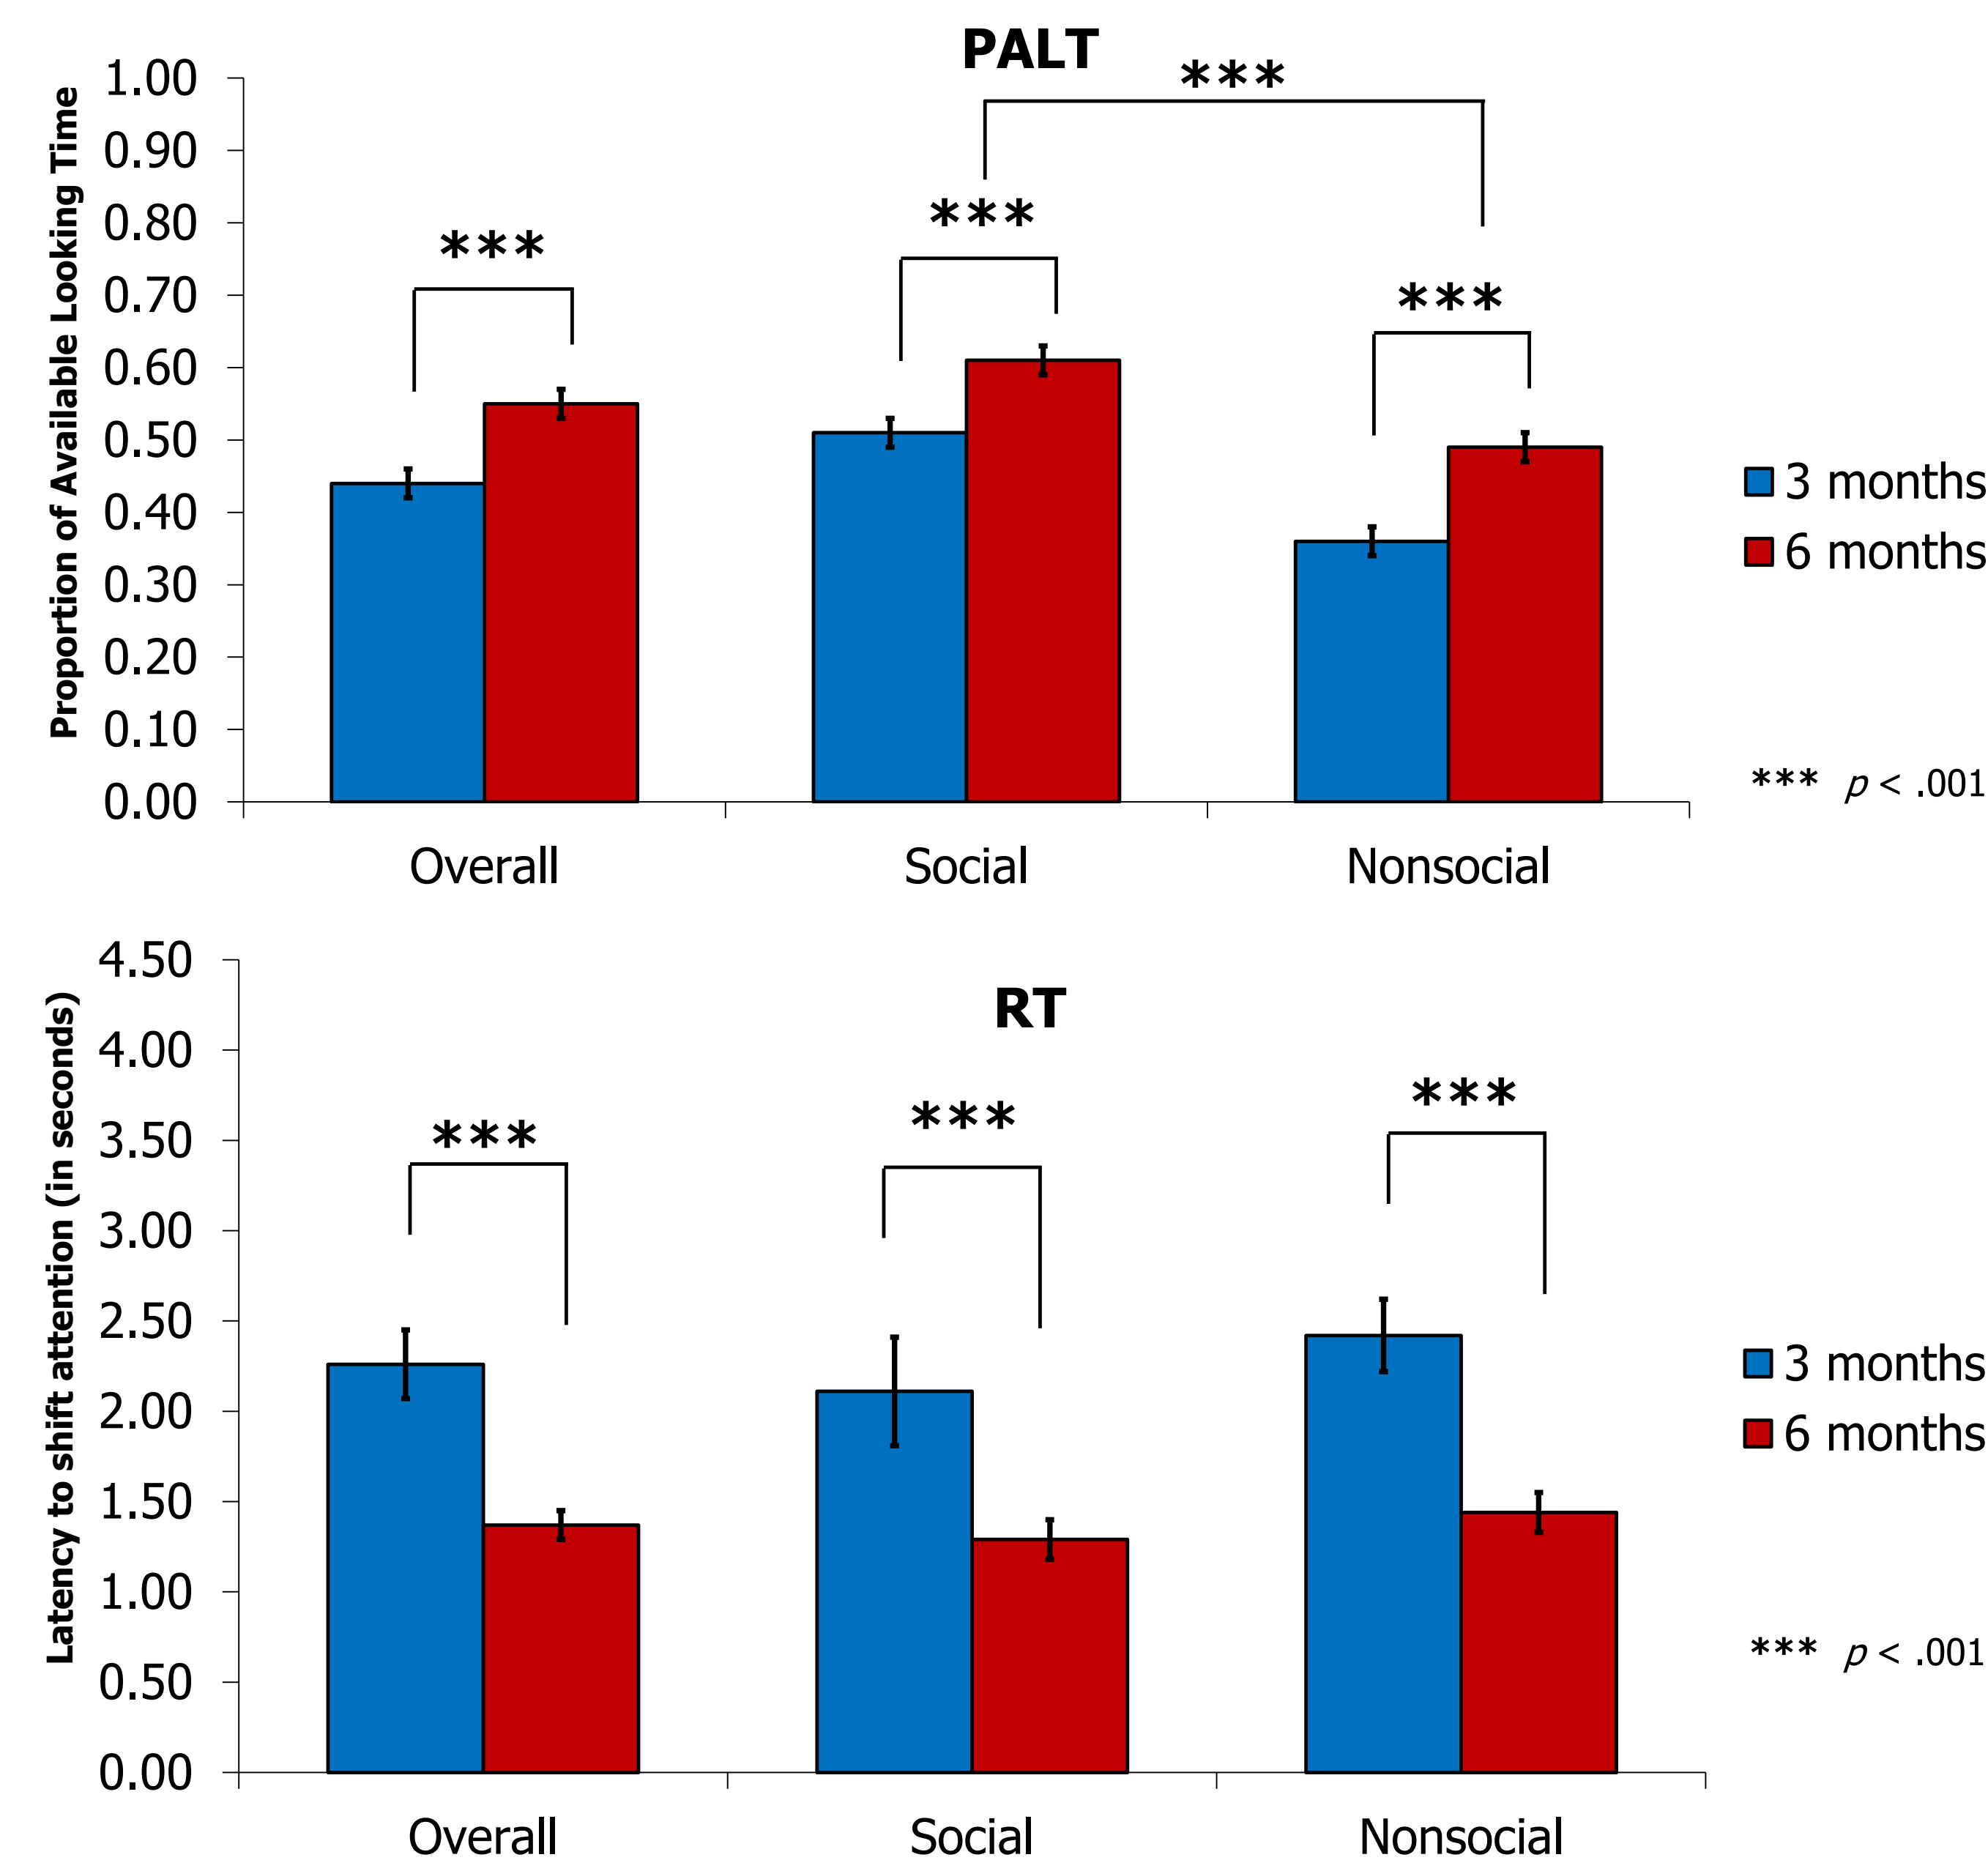 PALT
***
1.00
0.90
0.80
0.70
0.60
0.50
0.40
0.30
0.20
0.10
0.00
Proportion of Available Looking Time
***
***
***
3 months
6 months
*** p < .001
Overall
Social
Nonsocial
RT
4.50
4.00
3.50
3.00
2.50
2.00
1.50
1.00
0.50
0.00
Latency to shift attention (in seconds)
***
***
***
3 months
6 months
*** p < .001
Overall
Social
Nonsocial